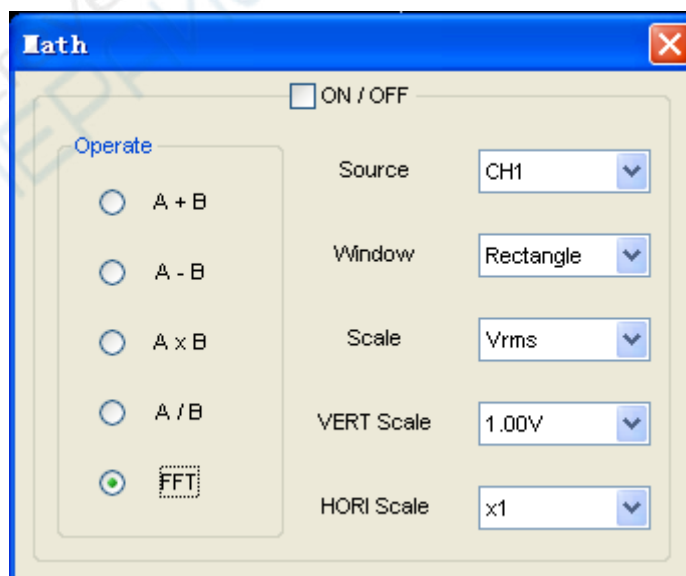 Math
ON / OFF
Operate
A + B
A - B
A x B
A / B
FFT
Source CH1
Window Rectangle
Scale Vrms
VERT Scale 1.00V
HORI Scale x1